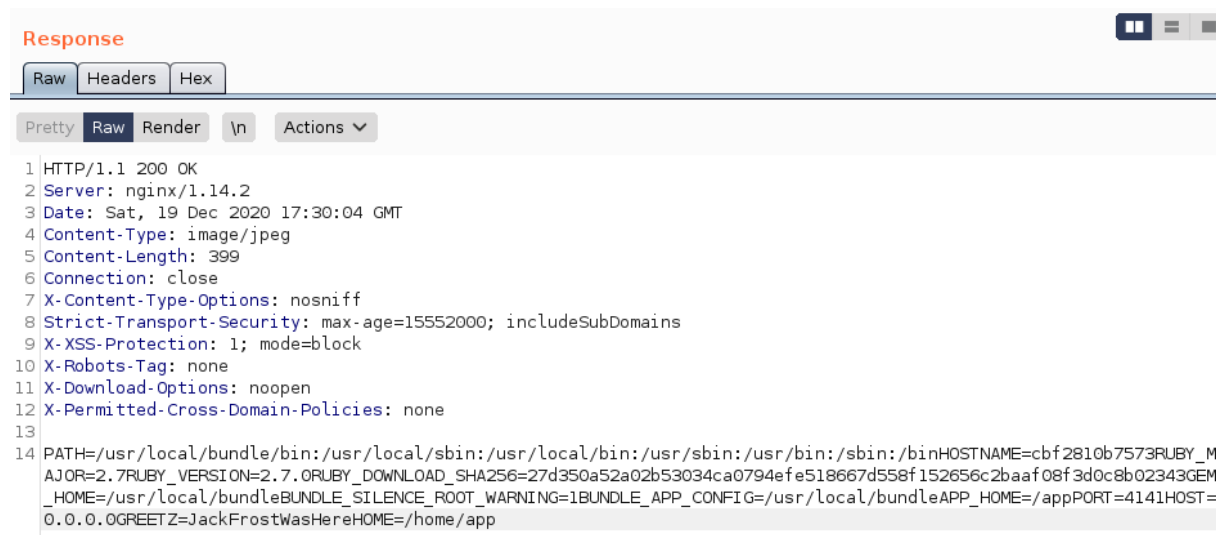 Response
Raw Headers Hex
Pretty Raw Render \n Actions
1 HTTP/1.1 200 OK
2 Server: nginx/1.14.2
3 Date: Sat, 19 Dec 2020 17:30:04 GMT
4 Content-Type: image/jpeg
5 Content-Length: 399
6 Connection: close
7 X-Content-Type-Options: nosniff
8 Strict-Transport-Security: max-age=15552000; includeSubDomains
9 X-XSS-Protection: 1; mode=block
10 X-Robots-Tag: none
11 X-Download-Options: noopen
12 X-Permitted-Cross-Domain-Policies: none
13
14 PATH=/usr/local/bundle/bin:/usr/local/sbin:/usr/local/bin:/usr/sbin:/usr/bin:/sbin:/binHOSTNAME=cbf2810b7573RUBY_M
AJOR=2.7RUBY_VERSION=2.7.0RUBY_DOWNLOAD_SHA256=27d350a52a02b53034ca0794efe518667d558f152656c2baaf08f3d0c8b02343GEM
_HOME=/usr/local/bundleBUNDLE_SILENCE_ROOT_WARNING=1BUNDLE_APP_CONFIG=/usr/local/bundleAPP_HOME=/appPORT=4141HOST=
0.0.0.0GREETZ=JackFrostWasHereHOME=/home/app